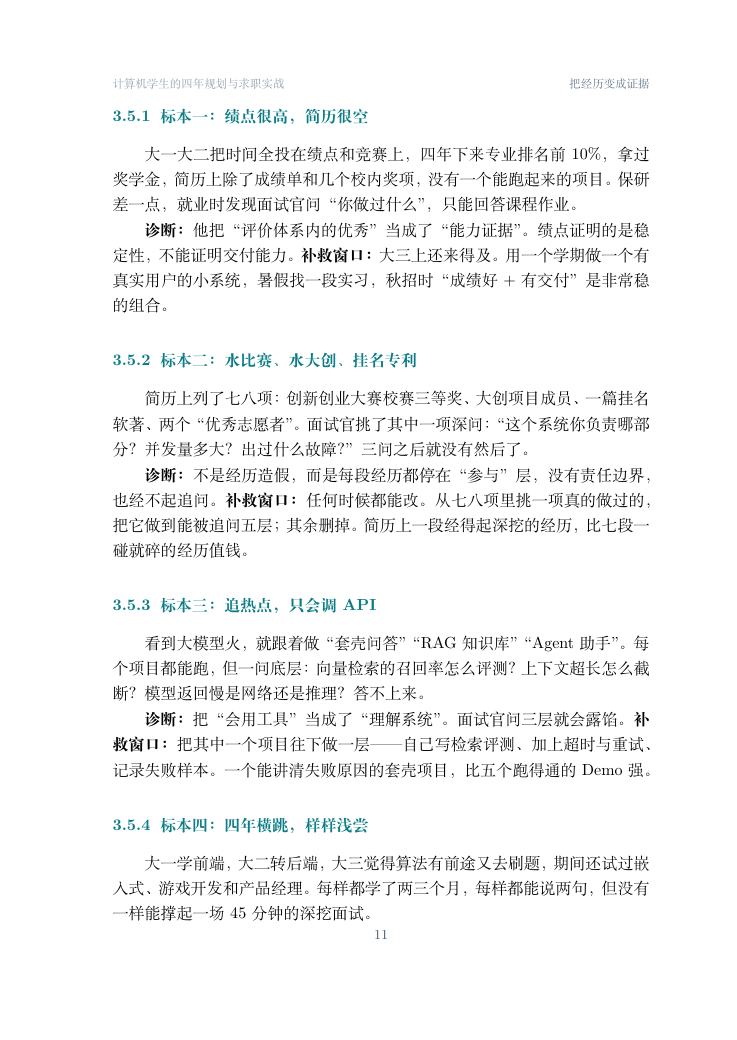 计算机学生的四年规划与求职实战 把经历变成证据
3.5.1 标本一：绩点很高，简历很空
大一大二把时间全投在绩点和竞赛上，四年下来专业排名前 10%，拿过
奖学金，简历上除了成绩单和几个校内奖项，没有一个能跑起来的项目。保研
差一点，就业时发现面试官问“你做过什么”，只能回答课程作业。
诊断：他把“评价体系内的优秀”当成了“能力证据”。绩点证明的是稳
定性，不能证明交付能力。补救窗口：大三上还来得及。用一个学期做一个有
真实用户的小系统，暑假找一段实习，秋招时“成绩好 + 有交付”是非常稳
的组合。
3.5.2 标本二：水比赛、水大创、挂名专利
简历上列了七八项：创新创业大赛校赛三等奖、大创项目成员、一篇挂名
软著、两个“优秀志愿者”。面试官挑了其中一项深问：“这个系统你负责哪部
分？并发量多大？出过什么故障？”三问之后就没有然后了。
诊断：不是经历造假，而是每段经历都停在“参与”层，没有责任边界，
也经不起追问。补救窗口：任何时候都能改。从七八项里挑一项真的做过的，
把它做到能被追问五层；其余删掉。简历上一段经得起深挖的经历，比七段一
碰就碎的经历值钱。
3.5.3 标本三：追热点，只会调 API
看到大模型火，就跟着做“套壳问答”“RAG 知识库”“Agent 助手”。每
个项目都能跑，但一问底层：向量检索的召回率怎么评测？上下文超长怎么截
断？模型返回慢是网络还是推理？答不上来。
诊断：把“会用工具”当成了“理解系统”。面试官问三层就会露馅。补
救窗口：把其中一个项目往下做一层——自己写检索评测、加上超时与重试、
记录失败样本。一个能讲清失败原因的套壳项目，比五个跑得通的 Demo 强。
3.5.4 标本四：四年横跳，样样浅尝
大一学前端，大二转后端，大三觉得算法有前途又去刷题，期间还试过嵌
入式、游戏开发和产品经理。每样都学了两三个月，每样都能说两句，但没有
一样能撑起一场 45 分钟的深挖面试。
11